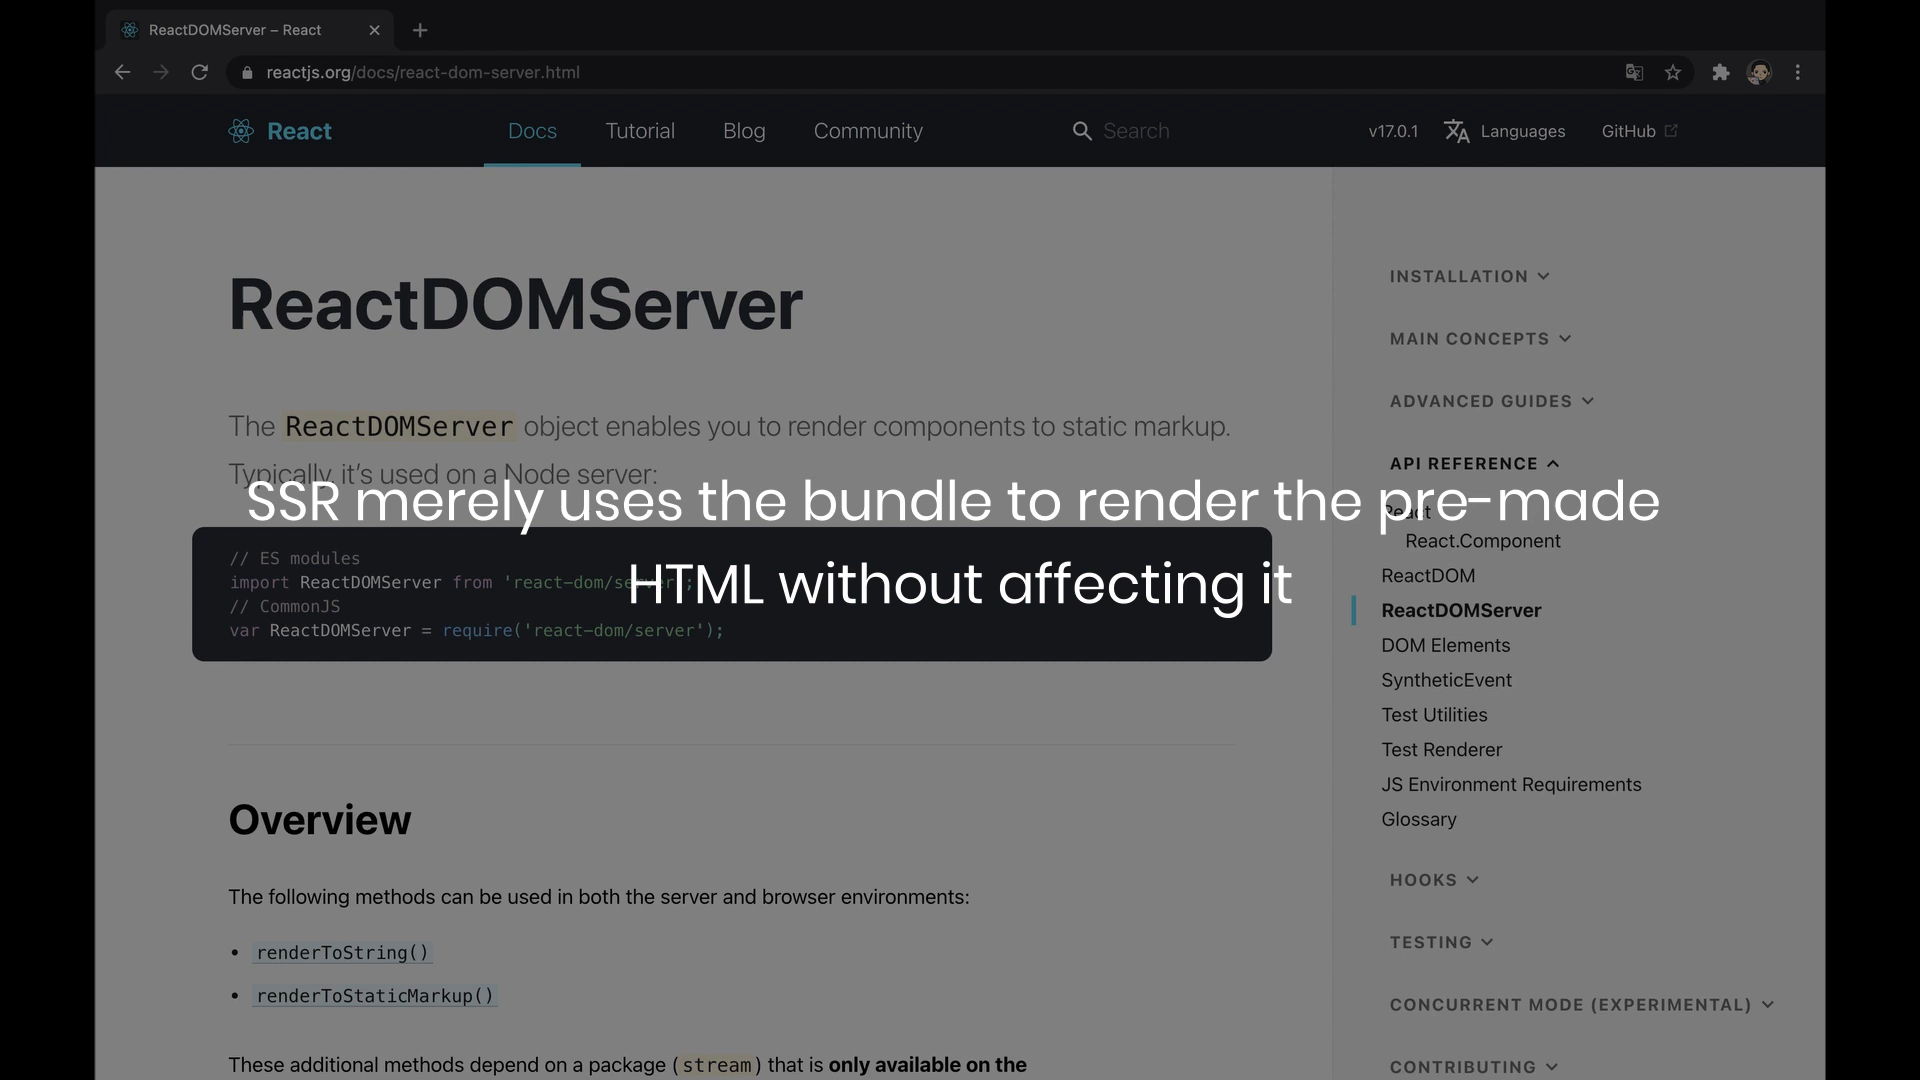 ReactDOMServer – React
reactjs.org/docs/react-dom-server.html
React Docs Tutorial Blog Community Search v17.0.1 Languages GitHub
ReactDOMServer
The ReactDOMServer object enables you to render components to static markup.
Typically, it's used on a Node server:
SSR merely uses the bundle to render the pre-made
HTML without affecting it
// ES modules
import ReactDOMServer from 'react-dom/server';
// CommonJS
var ReactDOMServer = require('react-dom/server');
Overview
The following methods can be used in both the server and browser environments:
• renderToString()
• renderToStaticMarkup()
These additional methods depend on a package (stream) that is only available on the
INSTALLATION
MAIN CONCEPTS
ADVANCED GUIDES
API REFERENCE
React
React.Component
ReactDOM
ReactDOMServer
DOM Elements
SyntheticEvent
Test Utilities
Test Renderer
JS Environment Requirements
Glossary
HOOKS
TESTING
CONCURRENT MODE (EXPERIMENTAL)
CONTRIBUTING